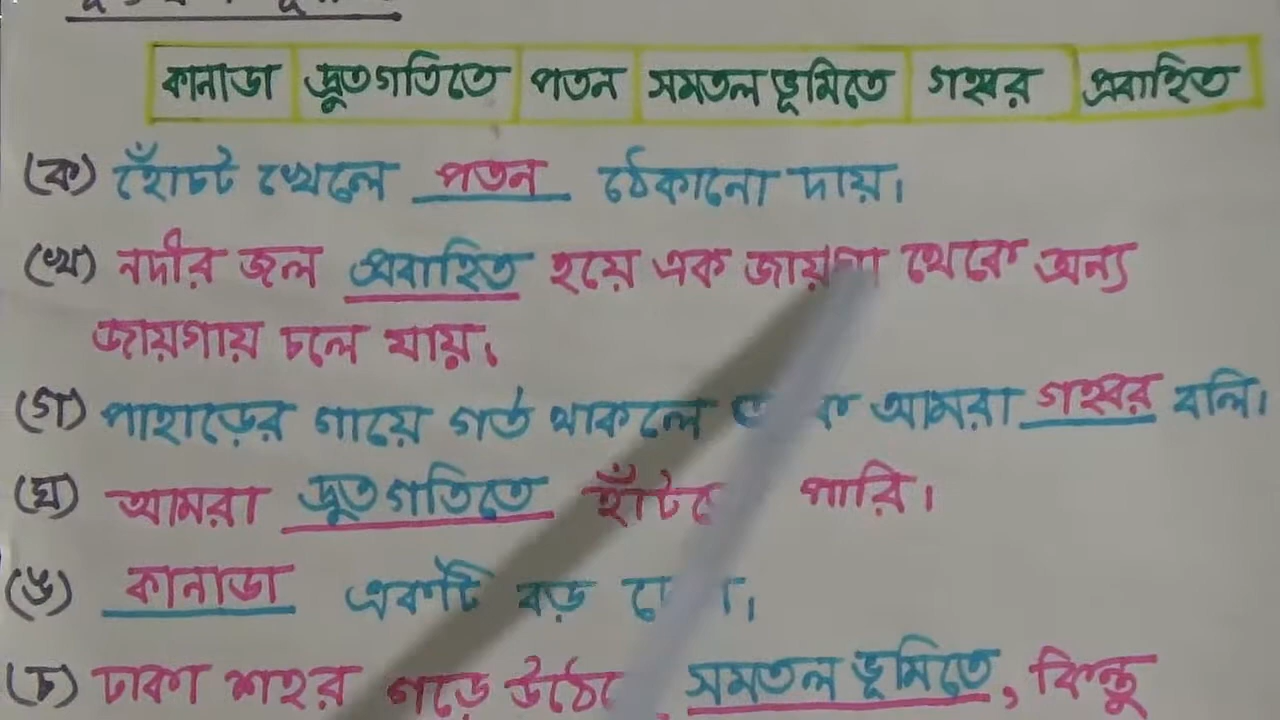 কানাডা দ্রুতগতিতে পতন সমতল ভূমিতে গহ্বর প্রবাহিত
(ক) হোঁচট খেলে পতন ঠেকানো দায়।
(খ) নদীর জল প্রবাহিত হয়ে এক জায়গা থেকে অন্য
জায়গায় চলে যায়।
(গ) পাহাড়ের গায়ে গর্ত থাকলে আমরা গহ্বর বলি।
(ঘ) আমরা দ্রুতগতিতে হাঁটতে পারি।
(ঙ) কানাডা একটি বড়
(চ) ঢাকা শহর গড়ে উঠেছে সমতল ভূমিতে, কিন্তু